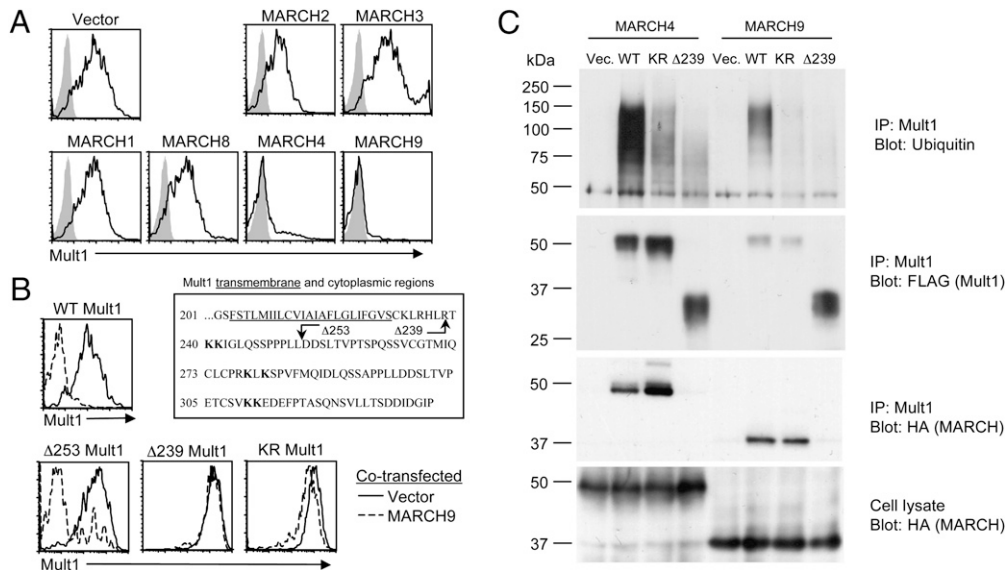 A
Vector
MARCH2
MARCH3
MARCH1
MARCH8
MARCH4
MARCH9
Mult1
B
WT Mult1
Mult1
Mult1 transmembrane and cytoplasmic regions
201 ...GSFSTLMIILCVIAIAFLGLIFGVSCKLRHLRT
Δ253 Δ239
240 KKIGLQSSPPPLLDDSLTVPTSPQSSVCGTMIQ
273 CLCPRKLKSPVFMQIDLQSSAPPLLDDSLTVP
305 ETCSVKKEDEFPTASQNSVLLTSDDIDGIP
Δ253 Mult1
Δ239 Mult1
KR Mult1
Mult1
Co-transfected
Vector
MARCH9
C
MARCH4 MARCH9
kDa Vec. WT KR Δ239 Vec. WT KR Δ239
250
150
100
75
50
IP: Mult1
Blot: Ubiquitin
50
37
25
IP: Mult1
Blot: FLAG (Mult1)
50
37
IP: Mult1
Blot: HA (MARCH)
50
37
Cell lysate
Blot: HA (MARCH)